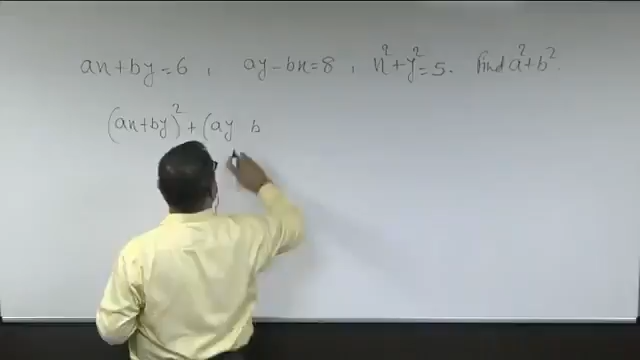 ax+by=6, ay-bx=8, x²+y²=5. Find a²+b².
(ax+by)²+(ay b